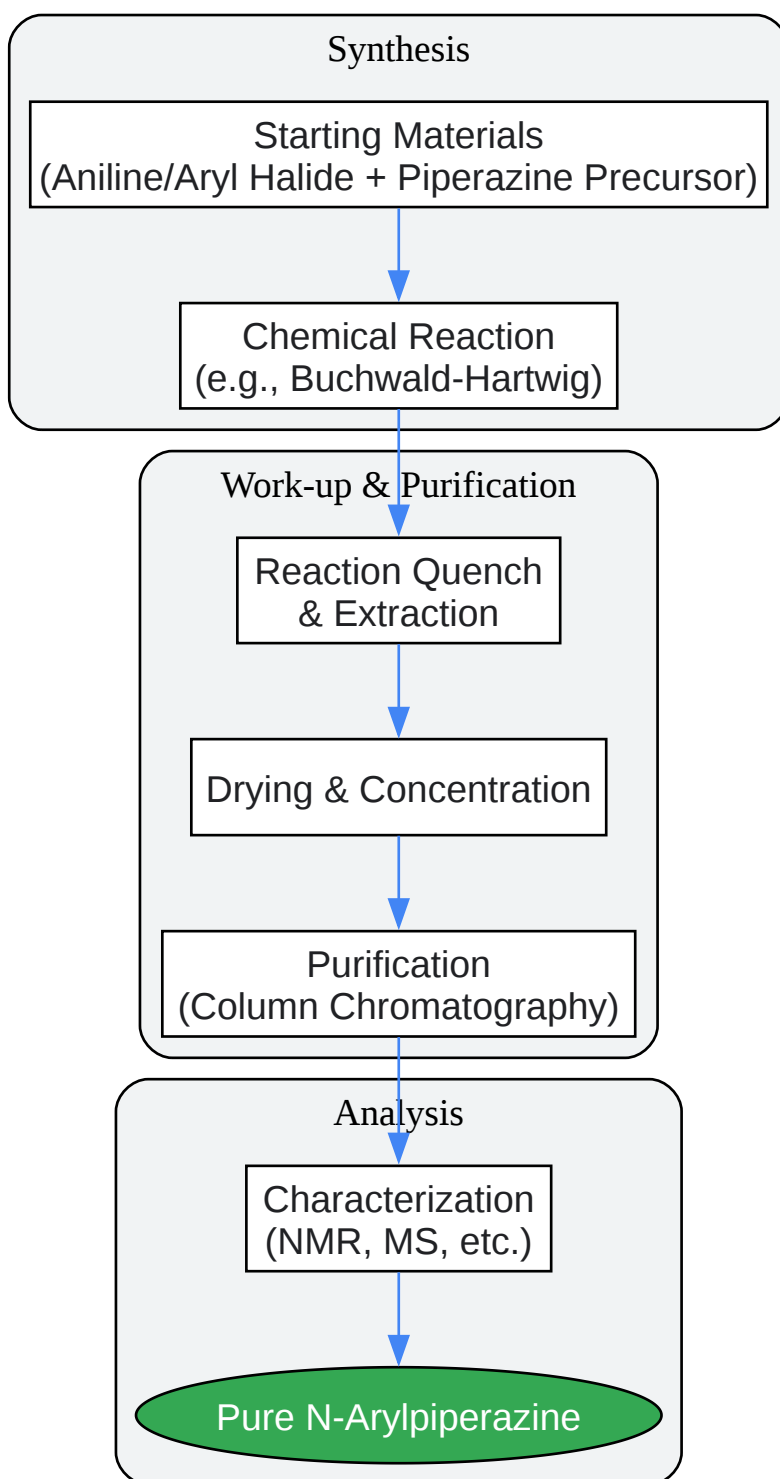 Synthesis
Starting Materials
(Aniline/Aryl Halide + Piperazine Precursor)
Chemical Reaction
(e.g., Buchwald-Hartwig)
Work-up & Purification
Reaction Quench
& Extraction
Drying & Concentration
Purification
(Column Chromatography)
Analysis
Characterization
(NMR, MS, etc.)
Pure N-Arylpiperazine